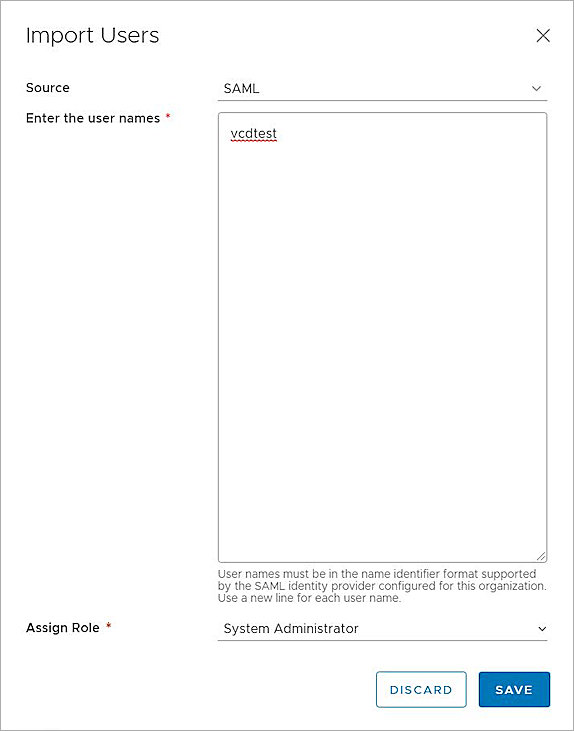 Import Users
Source
SAML
Enter the user names *
vcdtest
User names must be in the name identifier format supported
by the SAML identity provider configured for this organization.
Use a new line for each user name.
Assign Role *
System Administrator
DISCARD
SAVE